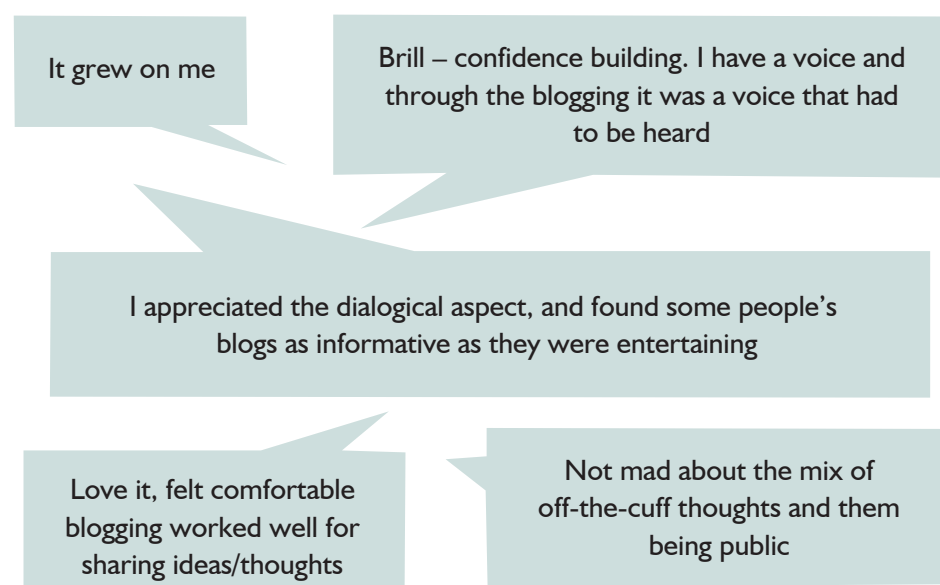 It grew on me
Brill – confidence building. I have a voice and
through the blogging it was a voice that had
to be heard
I appreciated the dialogical aspect, and found some people’s
blogs as informative as they were entertaining
Love it, felt comfortable
blogging worked well for
sharing ideas/thoughts
Not mad about the mix of
off-the-cuff thoughts and them
being public